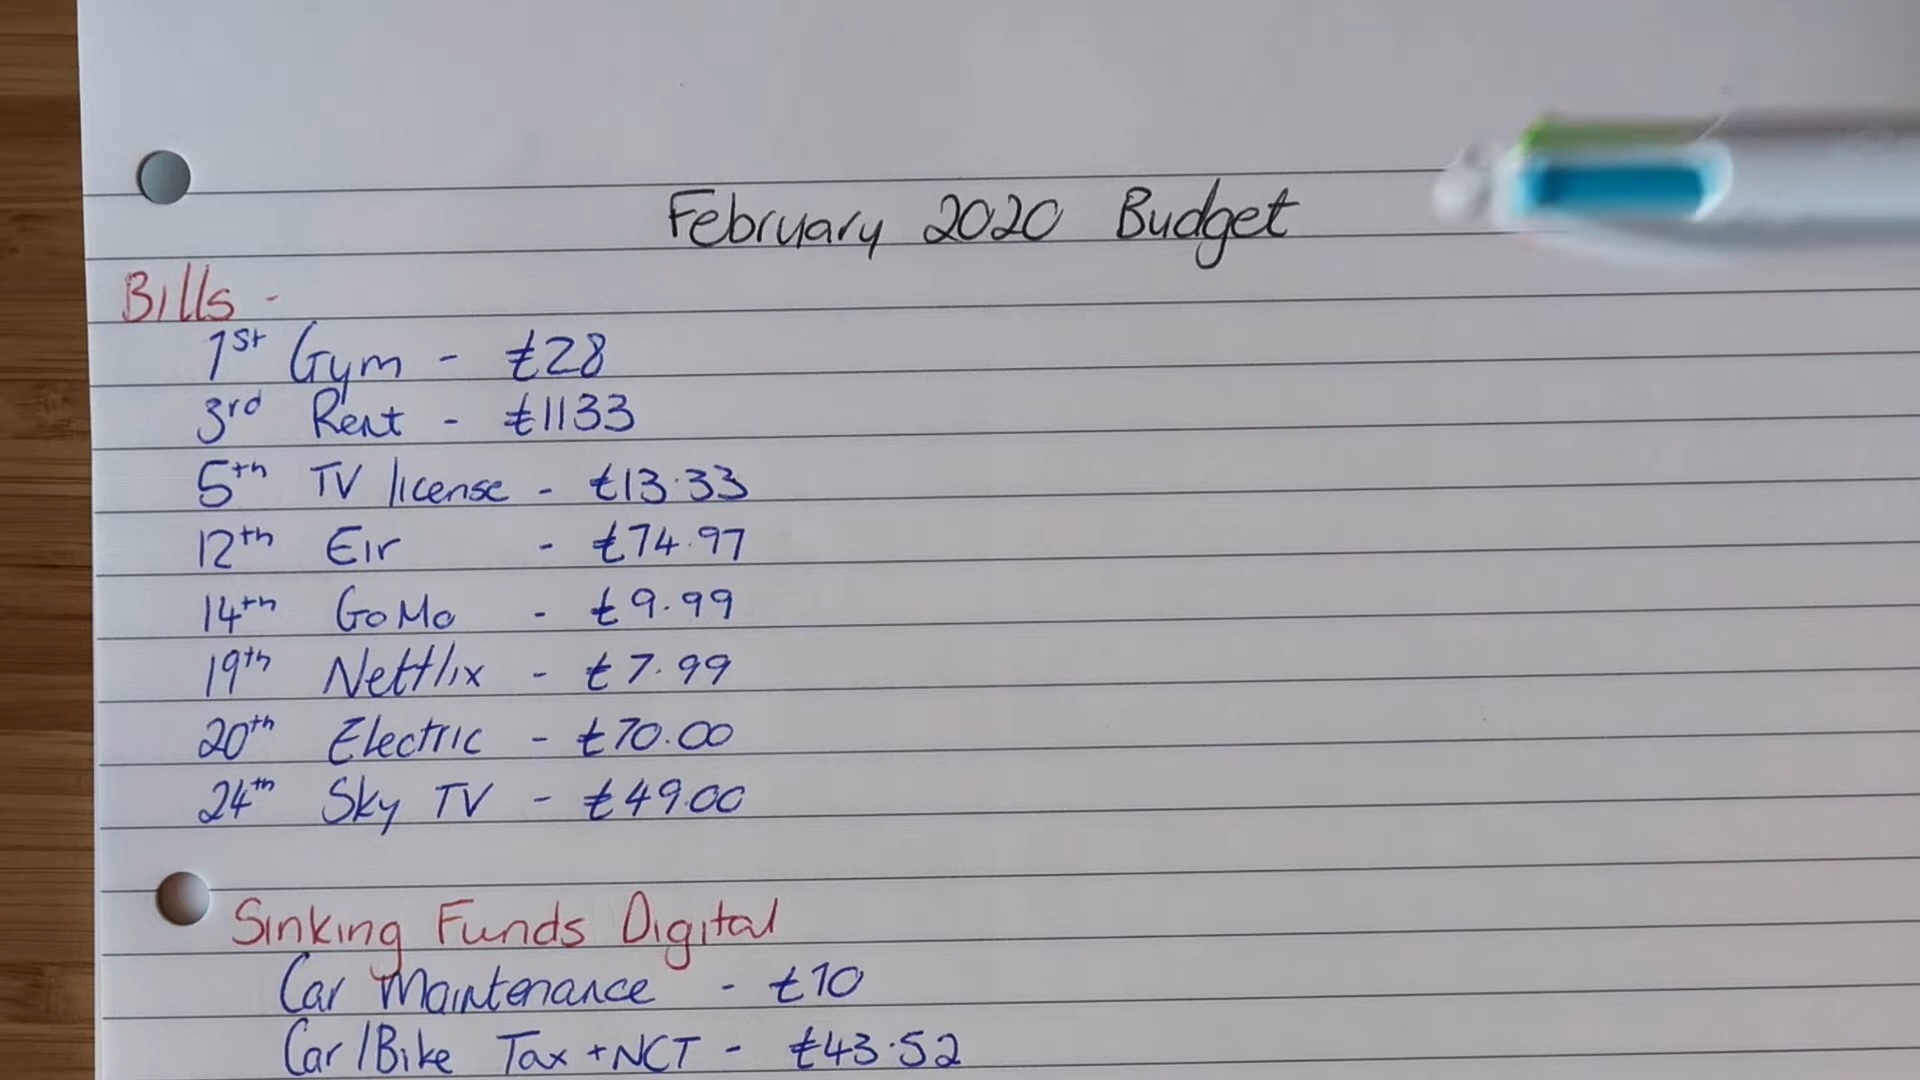 February 2020 Budget
Bills -
1st Gym - €28
3rd Rent - €1133
5th TV license - €13.33
12th Eir - €74.97
14th GoMo - €9.99
19th Netflix - €7.99
20th Electric - €70.00
24th Sky TV - €49.00
Sinking Funds Digital
Car Maintenance - €10
Car/Bike Tax + NCT - €43.52